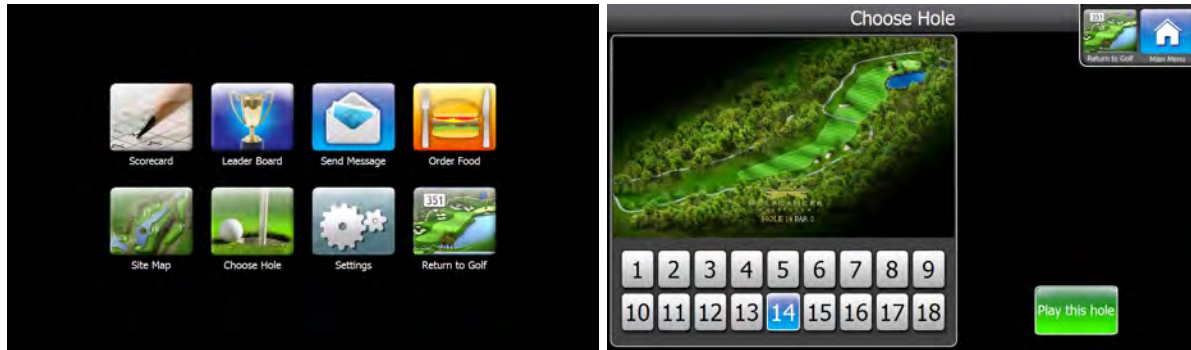 Scorecard
Leader Board
Send Message
Order Food
351
Site Map
Choose Hole
Settings
Return to Golf
Choose Hole
351
Return to Golf
Main Menu
HOLE 14 PAR 5
1 2 3 4 5 6 7 8 9
10 11 12 13 14 15 16 17 18
Play this hole